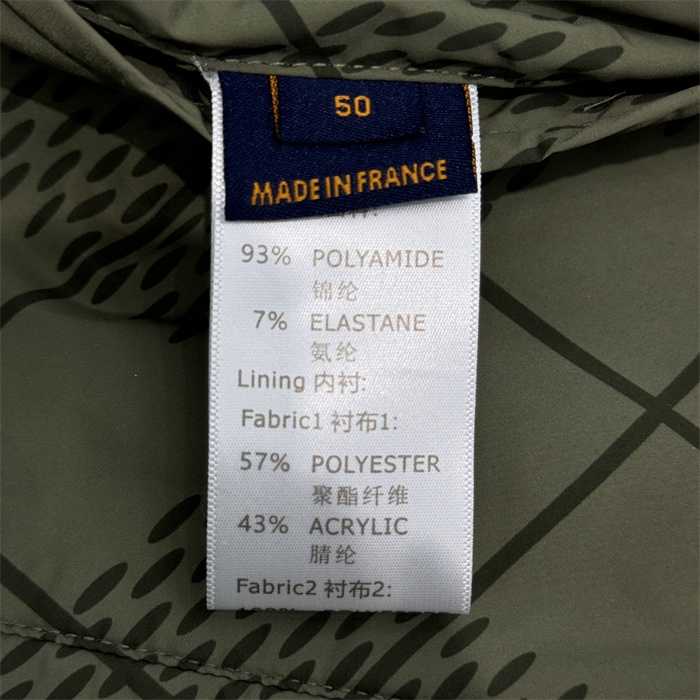 50
MADE IN FRANCE
93% POLYAMIDE
锦纶
7% ELASTANE
氨纶
Lining 内衬:
Fabric1 衬布1:
57% POLYESTER
聚酯纤维
43% ACRYLIC
腈纶
Fabric2 衬布2: